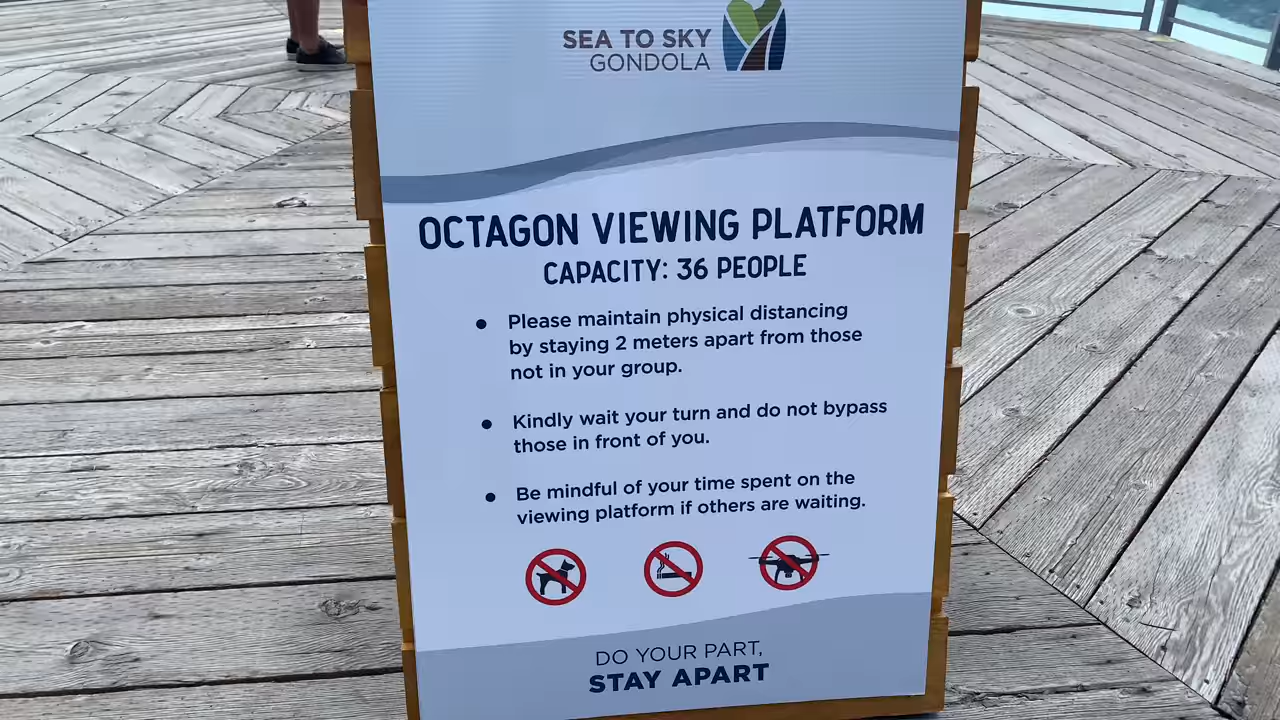 SEA TO SKY
GONDOLA
OCTAGON VIEWING PLATFORM
CAPACITY: 36 PEOPLE
• Please maintain physical distancing
by staying 2 meters apart from those
not in your group.
• Kindly wait your turn and do not bypass
those in front of you.
• Be mindful of your time spent on the
viewing platform if others are waiting.
DO YOUR PART,
STAY APART